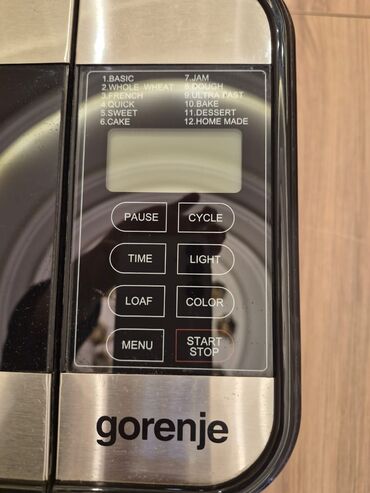 1.BASIC
2.WHOLE WHEAT
3.FRENCH
4.QUICK
5.SWEET
6.CAKE
7.JAM
8.DOUGH
9.ULTRA FAST
10.BAKE
11.DESSERT
12.HOME MADE
PAUSE
CYCLE
TIME
LIGHT
LOAF
COLOR
MENU
START
STOP
gorenje